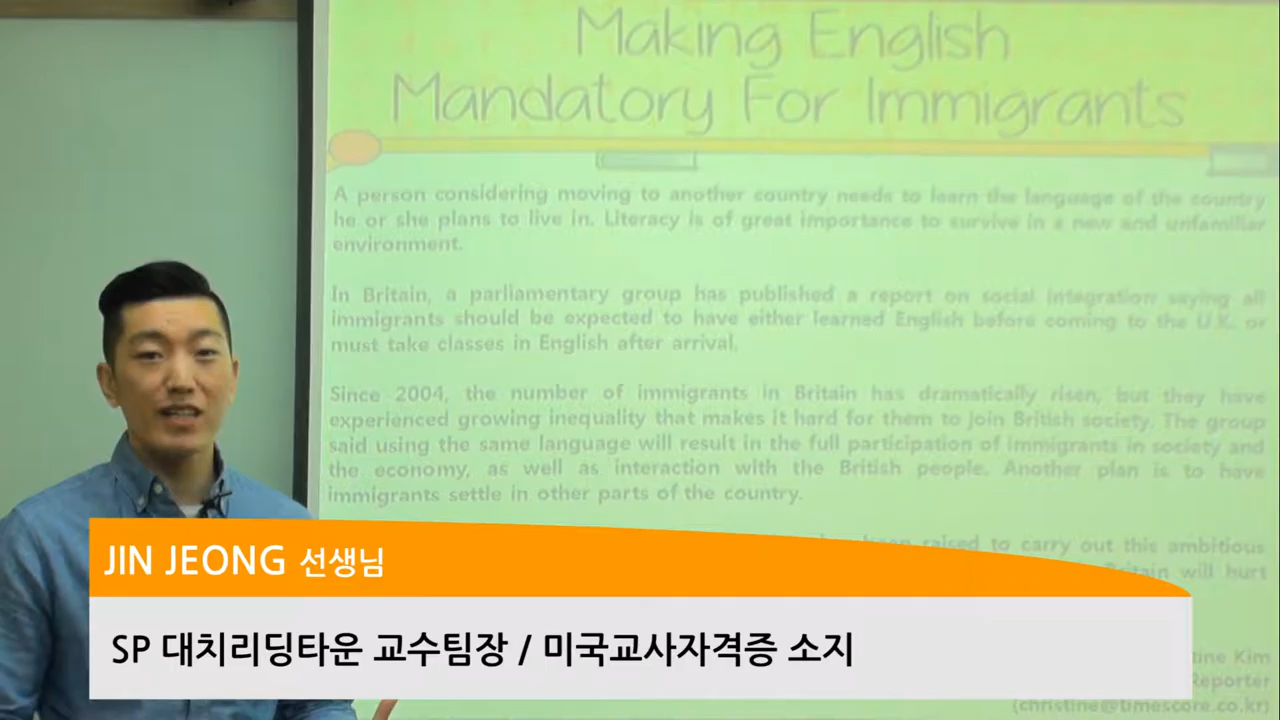 Making English
Mandatory For Immigrants
A person considering moving to another country needs to learn the language of the country
he or she plans to live in. Literacy is of great importance to survive in a new and unfamiliar
environment.
In Britain, a parliamentary group has published a report on social integration saying all
immigrants should be expected to have either learned English before coming to the U.K. or
must take classes in English after arrival.
Since 2004, the number of immigrants in Britain has dramatically risen, but they have
experienced growing inequality that makes it hard for them to join British society. The group
said using the same language will result in the full participation of immigrants in society and
the economy, as well as interaction with the British people. Another plan is to have
immigrants settle in other parts of the country.
been raised to carry out this ambitious
Britain will hurt
JIN JEONG 선생님
SP 대치리딩타운 교수팀장 / 미국교사자격증 소지
Kim
Reporter
(christine@timescore.co.kr)